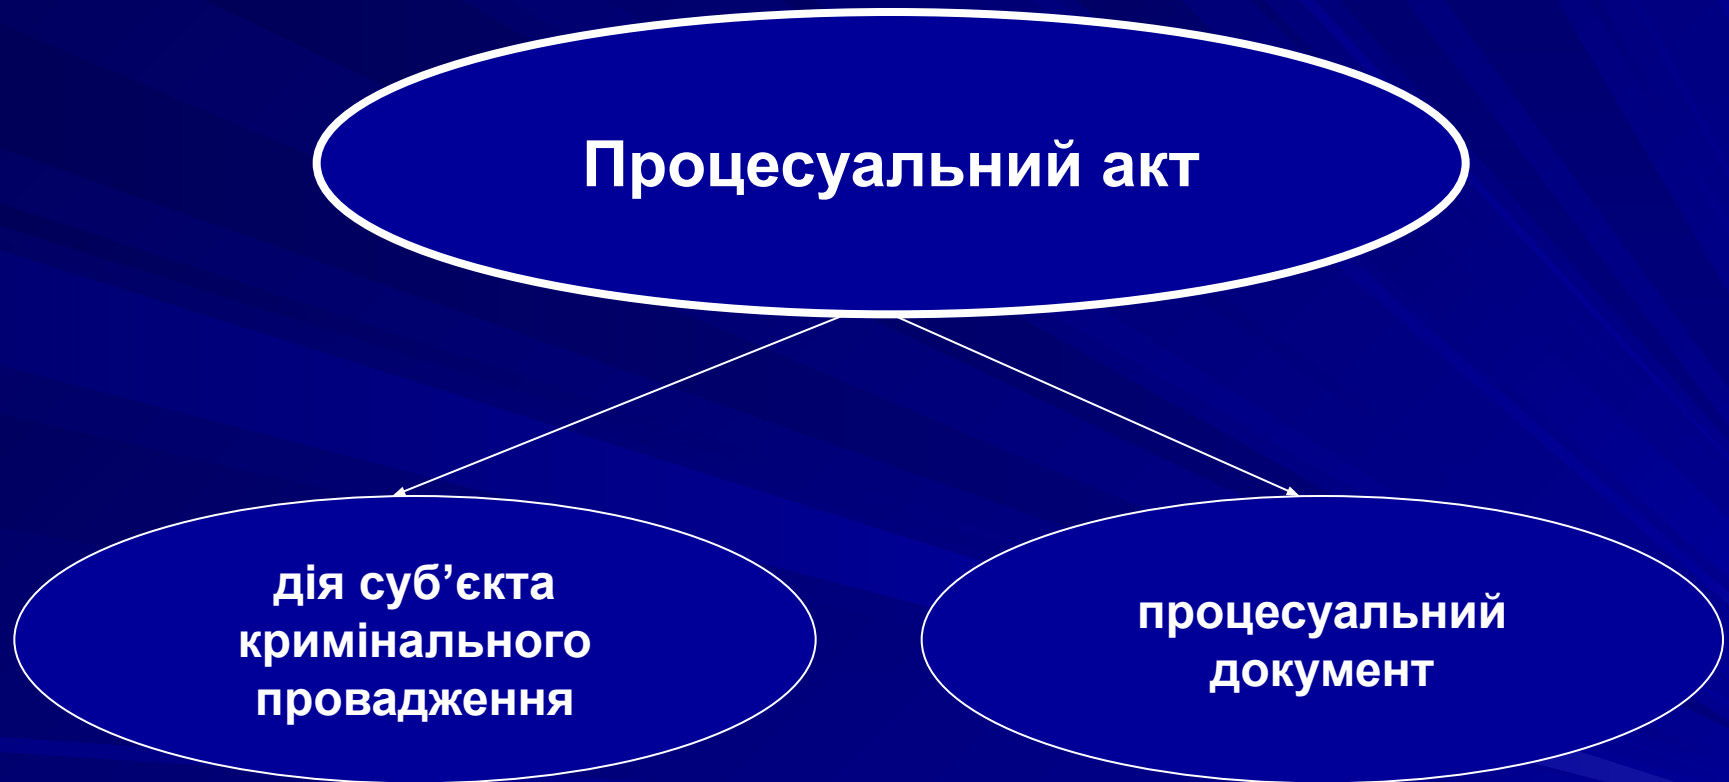 Процесуальний акт
дія суб’єкта
кримінального
провадження
процесуальний
документ